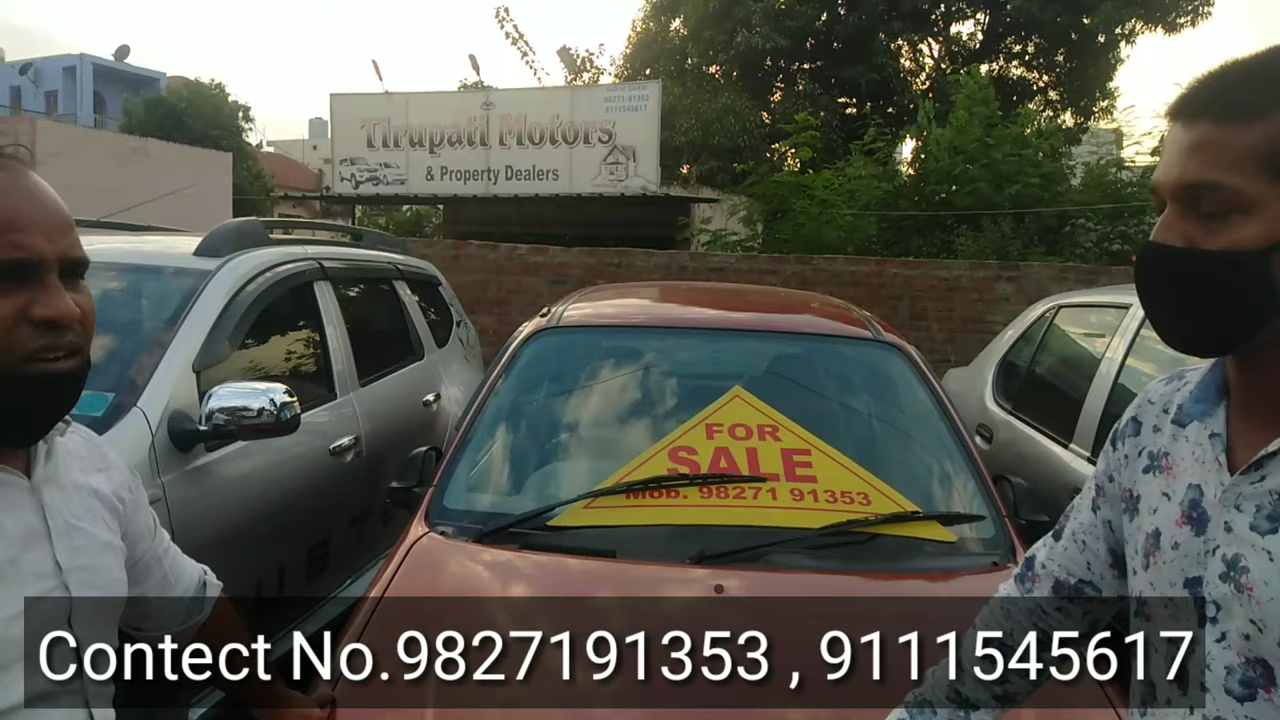 98271-91353
9111545617
Tirupati Motors
& Property Dealers
FOR
SALE
Mob. 98271 91353
Contect No.9827191353 , 9111545617